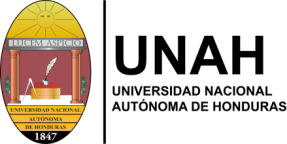 LUCEM ASPICIO
UNIVERSIDAD NACIONAL
AUTÓNOMA
DE HONDURAS
1847
UNAH
UNIVERSIDAD NACIONAL
AUTÓNOMA DE HONDURAS